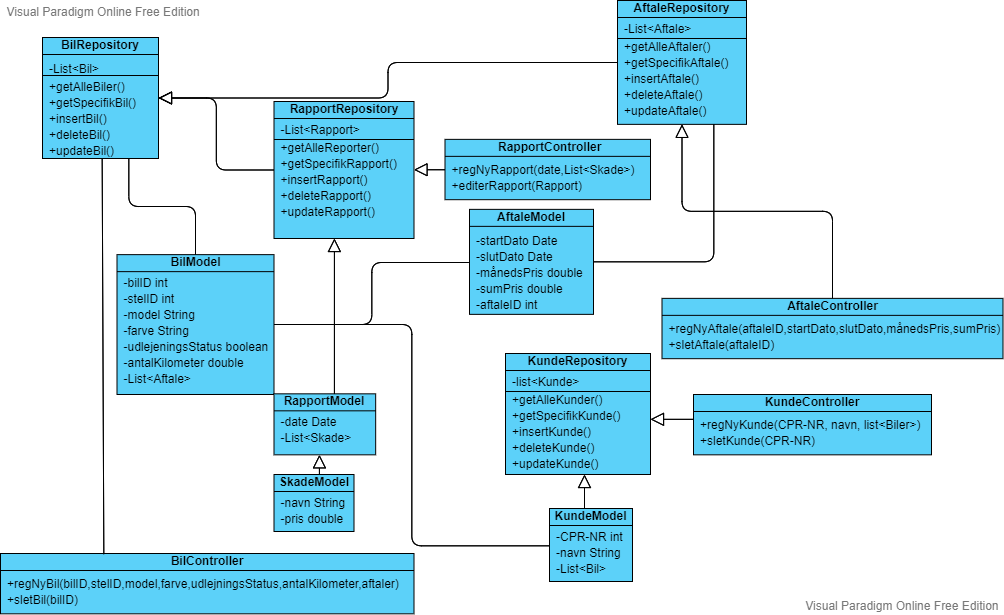 Visual Paradigm Online Free Edition
BilRepository
-List<Bil>
+getAlleBiler()
+getSpecifikBil()
+insertBil()
+deleteBil()
+updateBil()
AftaleRepository
-List<Aftale>
+getAlleAftaler()
+getSpecifikAftale()
+insertAftale()
+deleteAftale()
+updateAftale()
RapportRepository
-List<Rapport>
+getAlleReporter()
+getSpecifikRapport()
+insertRapport()
+deleteRapport()
+updateRapport()
RapportController
+regNyRapport(date,List<Skade>)
+editerRapport(Rapport)
AftaleModel
-startDato Date
-slutDato Date
-månedsPris double
-sumPris double
-aftaleID int
BilModel
-bilID int
-stelID int
-model String
-farve String
-udlejeningsStatus boolean
-antalKilometer double
-List<Aftale>
AftaleController
+regNyAftale(aftaleID,startDato,slutDato,månedsPris,sumPris)
+sletAftale(aftaleID)
KundeRepository
-list<Kunde>
+getAlleKunder()
+getSpecifikKunde()
+insertKunde()
+deleteKunde()
+updateKunde()
KundeController
+regNyKunde(CPR-NR, navn, list<Biler>)
+sletKunde(CPR-NR)
RapportModel
-date Date
-List<Skade>
SkadeModel
-navn String
-pris double
KundeModel
-CPR-NR int
-navn String
-List<Bil>
BilController
+regNyBil(bilID,stelID,model,farve,udlejningsStatus,antalKilometer,aftaler)
+sletBil(bilID)
Visual Paradigm Online Free Edition